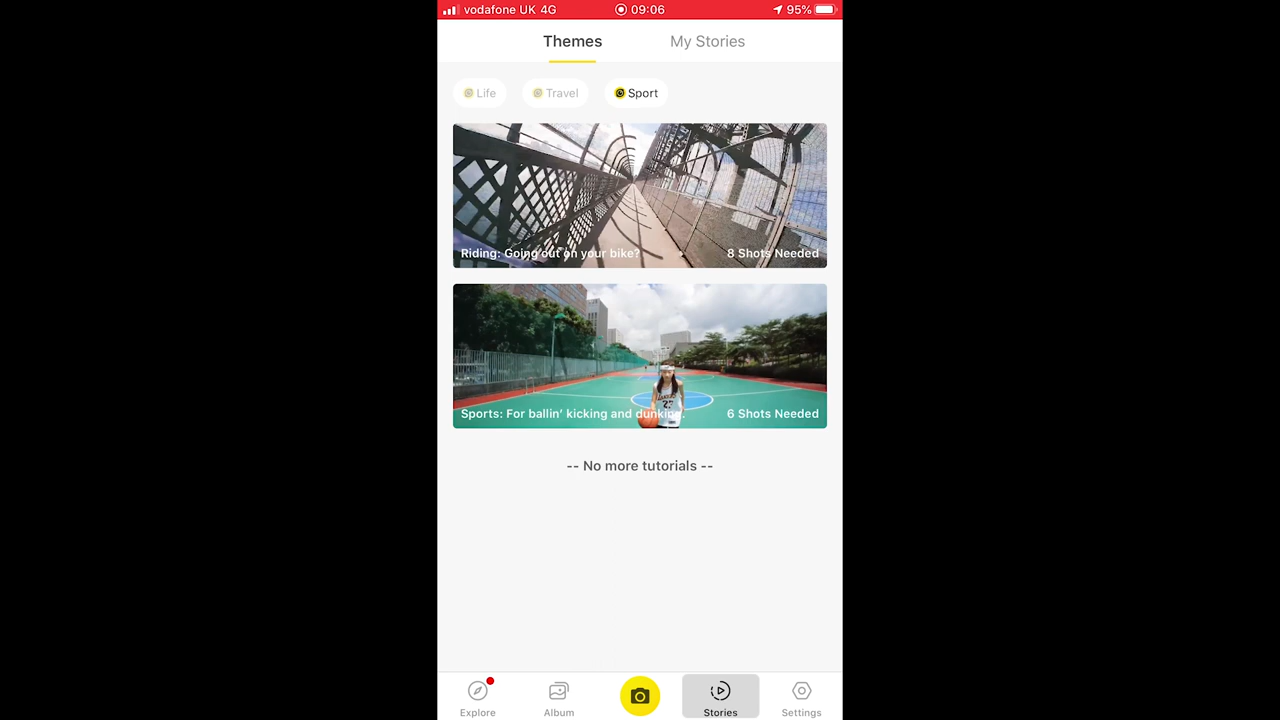 vodafone UK 4G 09:06 95%
Themes My Stories
Life Travel Sport
Riding: Going out on your bike? 8 Shots Needed
Sports: For ballin' kicking and dunking. 6 Shots Needed
-- No more tutorials --
Explore Album Stories Settings